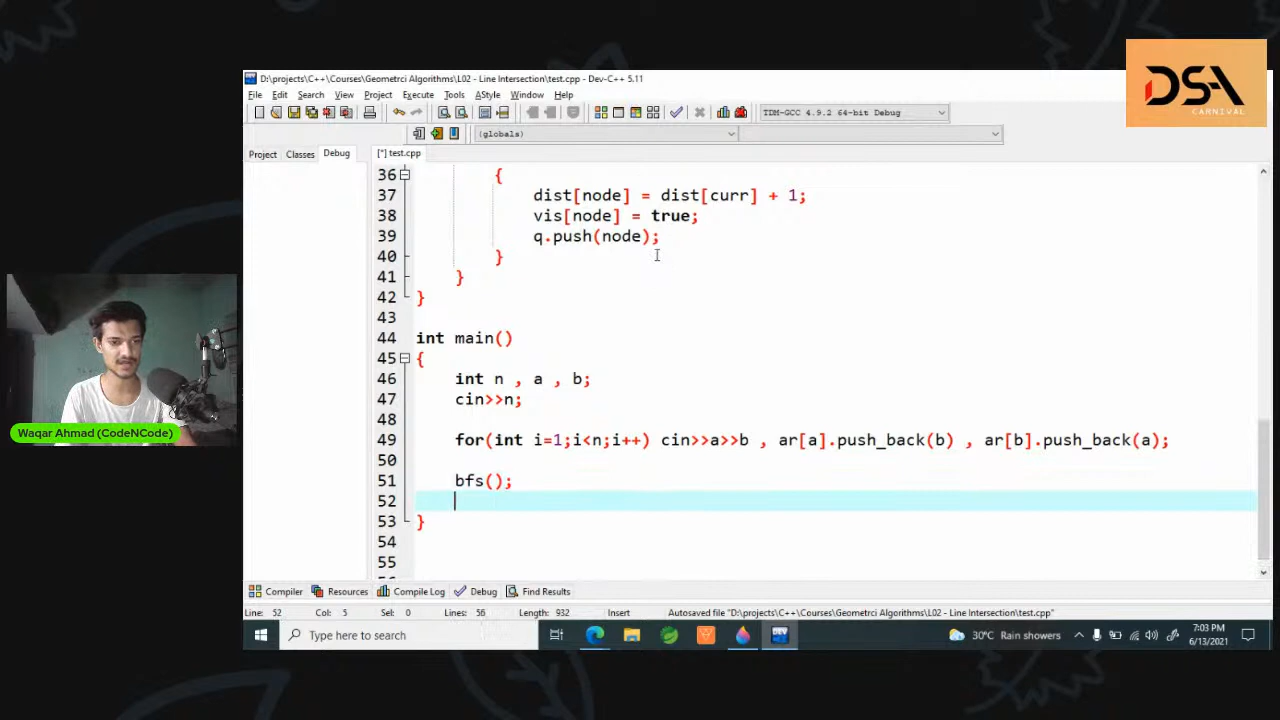 DSA
CARNIVAL
D:\projects\C++\Courses\Geometrci Algorithms\L02 - Line Intersection\test.cpp - Dev-C++ 5.11
File Edit Search View Project Execute Tools AStyle Window Help
TDM-GCC 4.9.2 64-bit Debug
(globals)
Project Classes Debug [*] test.cpp
36 {
37 dist[node] = dist[curr] + 1;
38 vis[node] = true;
39 q.push(node);
40 }
41 }
42 }
43
44 int main()
45 {
46 int n , a , b;
47 cin>>n;
48
49 for(int i=1;i<n;i++) cin>>a>>b , ar[a].push_back(b) , ar[b].push_back(a);
50
51 bfs();
52
53 }
54
55
Waqar Ahmad (CodeNCode)
Compiler Resources Compile Log Debug Find Results
Line: 52 Col: 5 Sel: 0 Lines: 56 Length: 932 Insert Autosaved file "D:\projects\C++\Courses\Geometrci Algorithms\L02 - Line Intersection\test.cpp"
Type here to search
DEV
30°C Rain showers
7:03 PM
6/13/2021